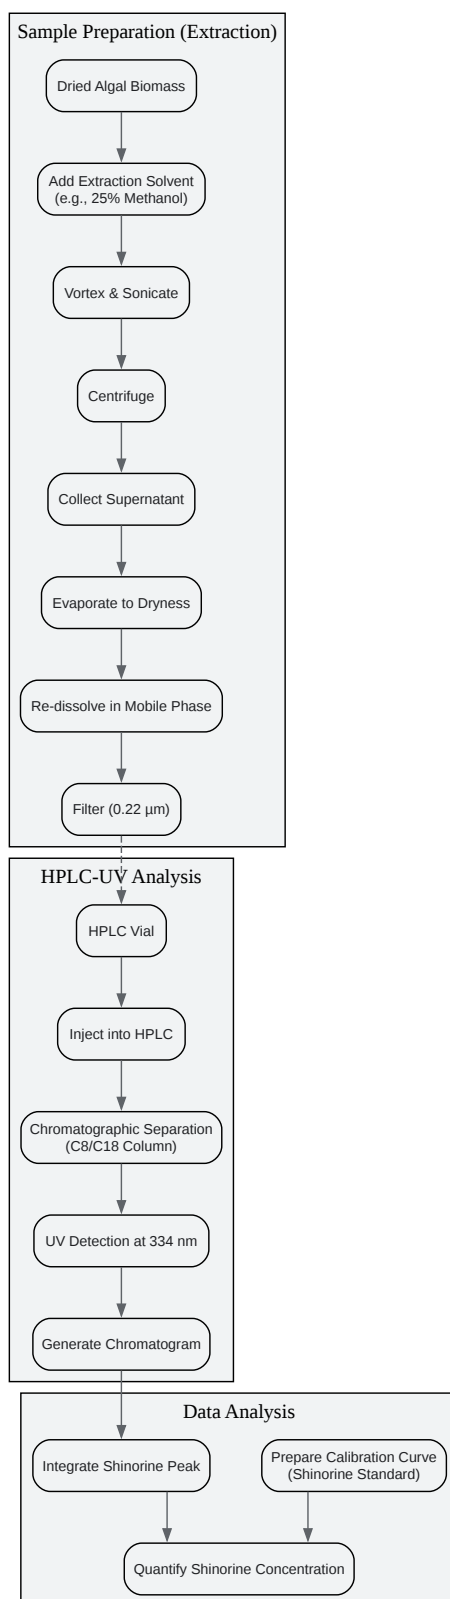 Sample Preparation (Extraction)
Dried Algal Biomass
Add Extraction Solvent
(e.g., 25% Methanol)
Vortex & Sonicate
Centrifuge
Collect Supernatant
Evaporate to Dryness
Re-dissolve in Mobile Phase
Filter (0.22 µm)
HPLC-UV Analysis
HPLC Vial
Inject into HPLC
Chromatographic Separation
(C8/C18 Column)
UV Detection at 334 nm
Generate Chromatogram
Data Analysis
Integrate Shinorine Peak
Prepare Calibration Curve
(Shinorine Standard)
Quantify Shinorine Concentration